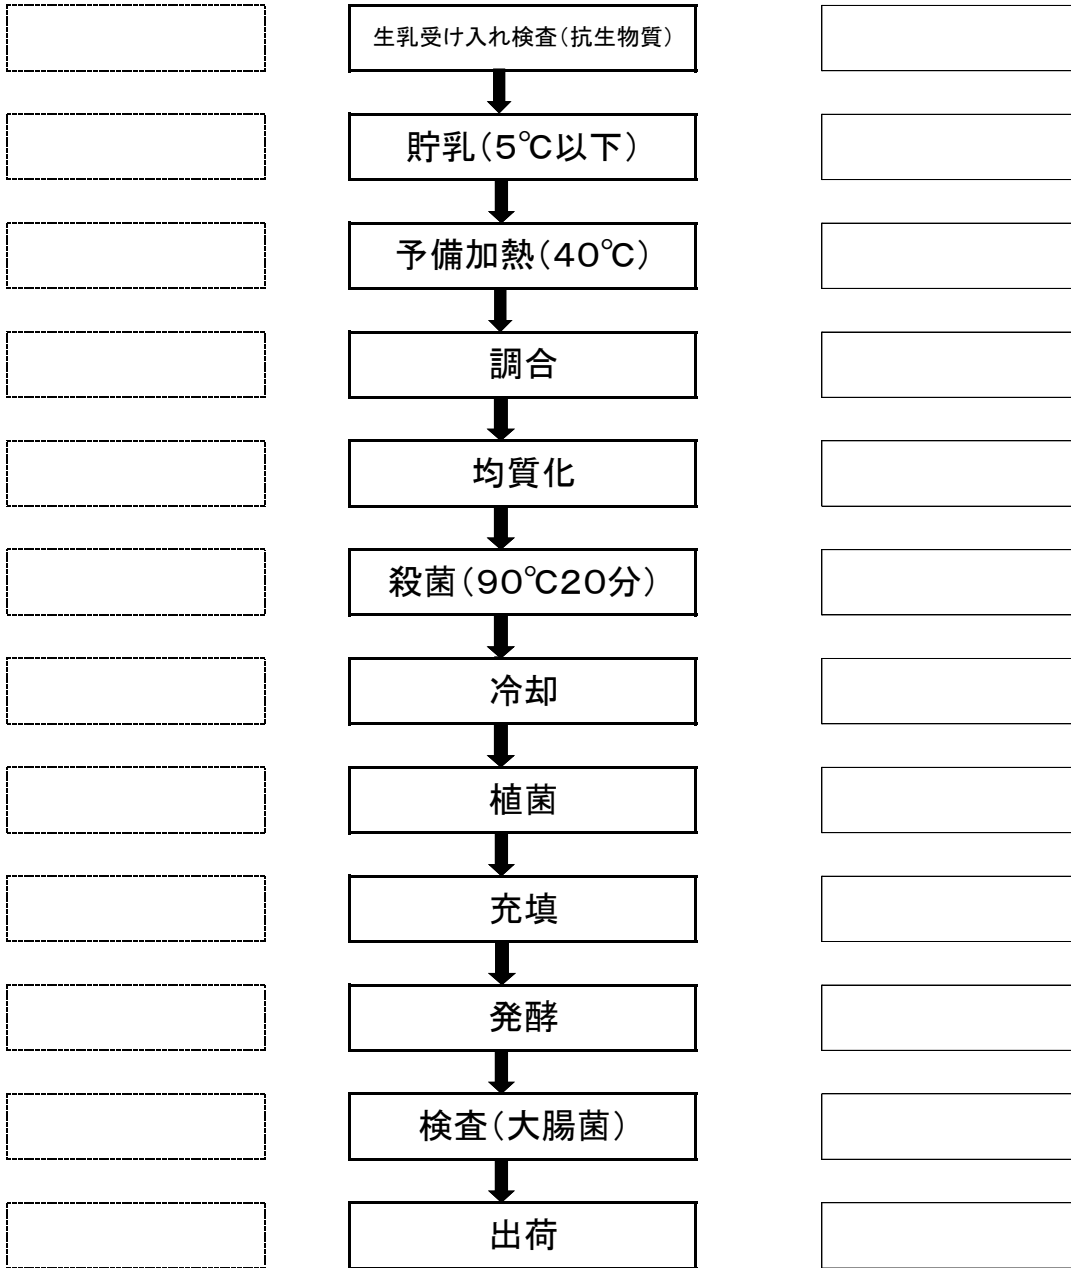 生乳受け入れ検査(抗生物質)
貯乳(5℃以下)
予備加熱(40℃)
調合
均質化
殺菌(90℃20分)
冷却
植菌
充填
発酵
検査(大腸菌)
出荷